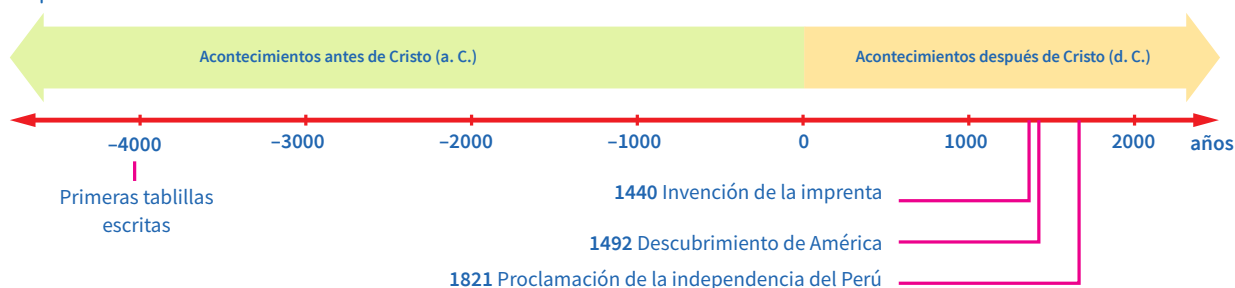 Acontecimientos antes de Cristo (a. C.)
Acontecimientos después de Cristo (d. C.)
–4000
–3000
–2000
–1000
0
1000
2000
años
Primeras tablillas
escritas
1440 Invención de la imprenta
1492 Descubrimiento de América
1821 Proclamación de la independencia del Perú